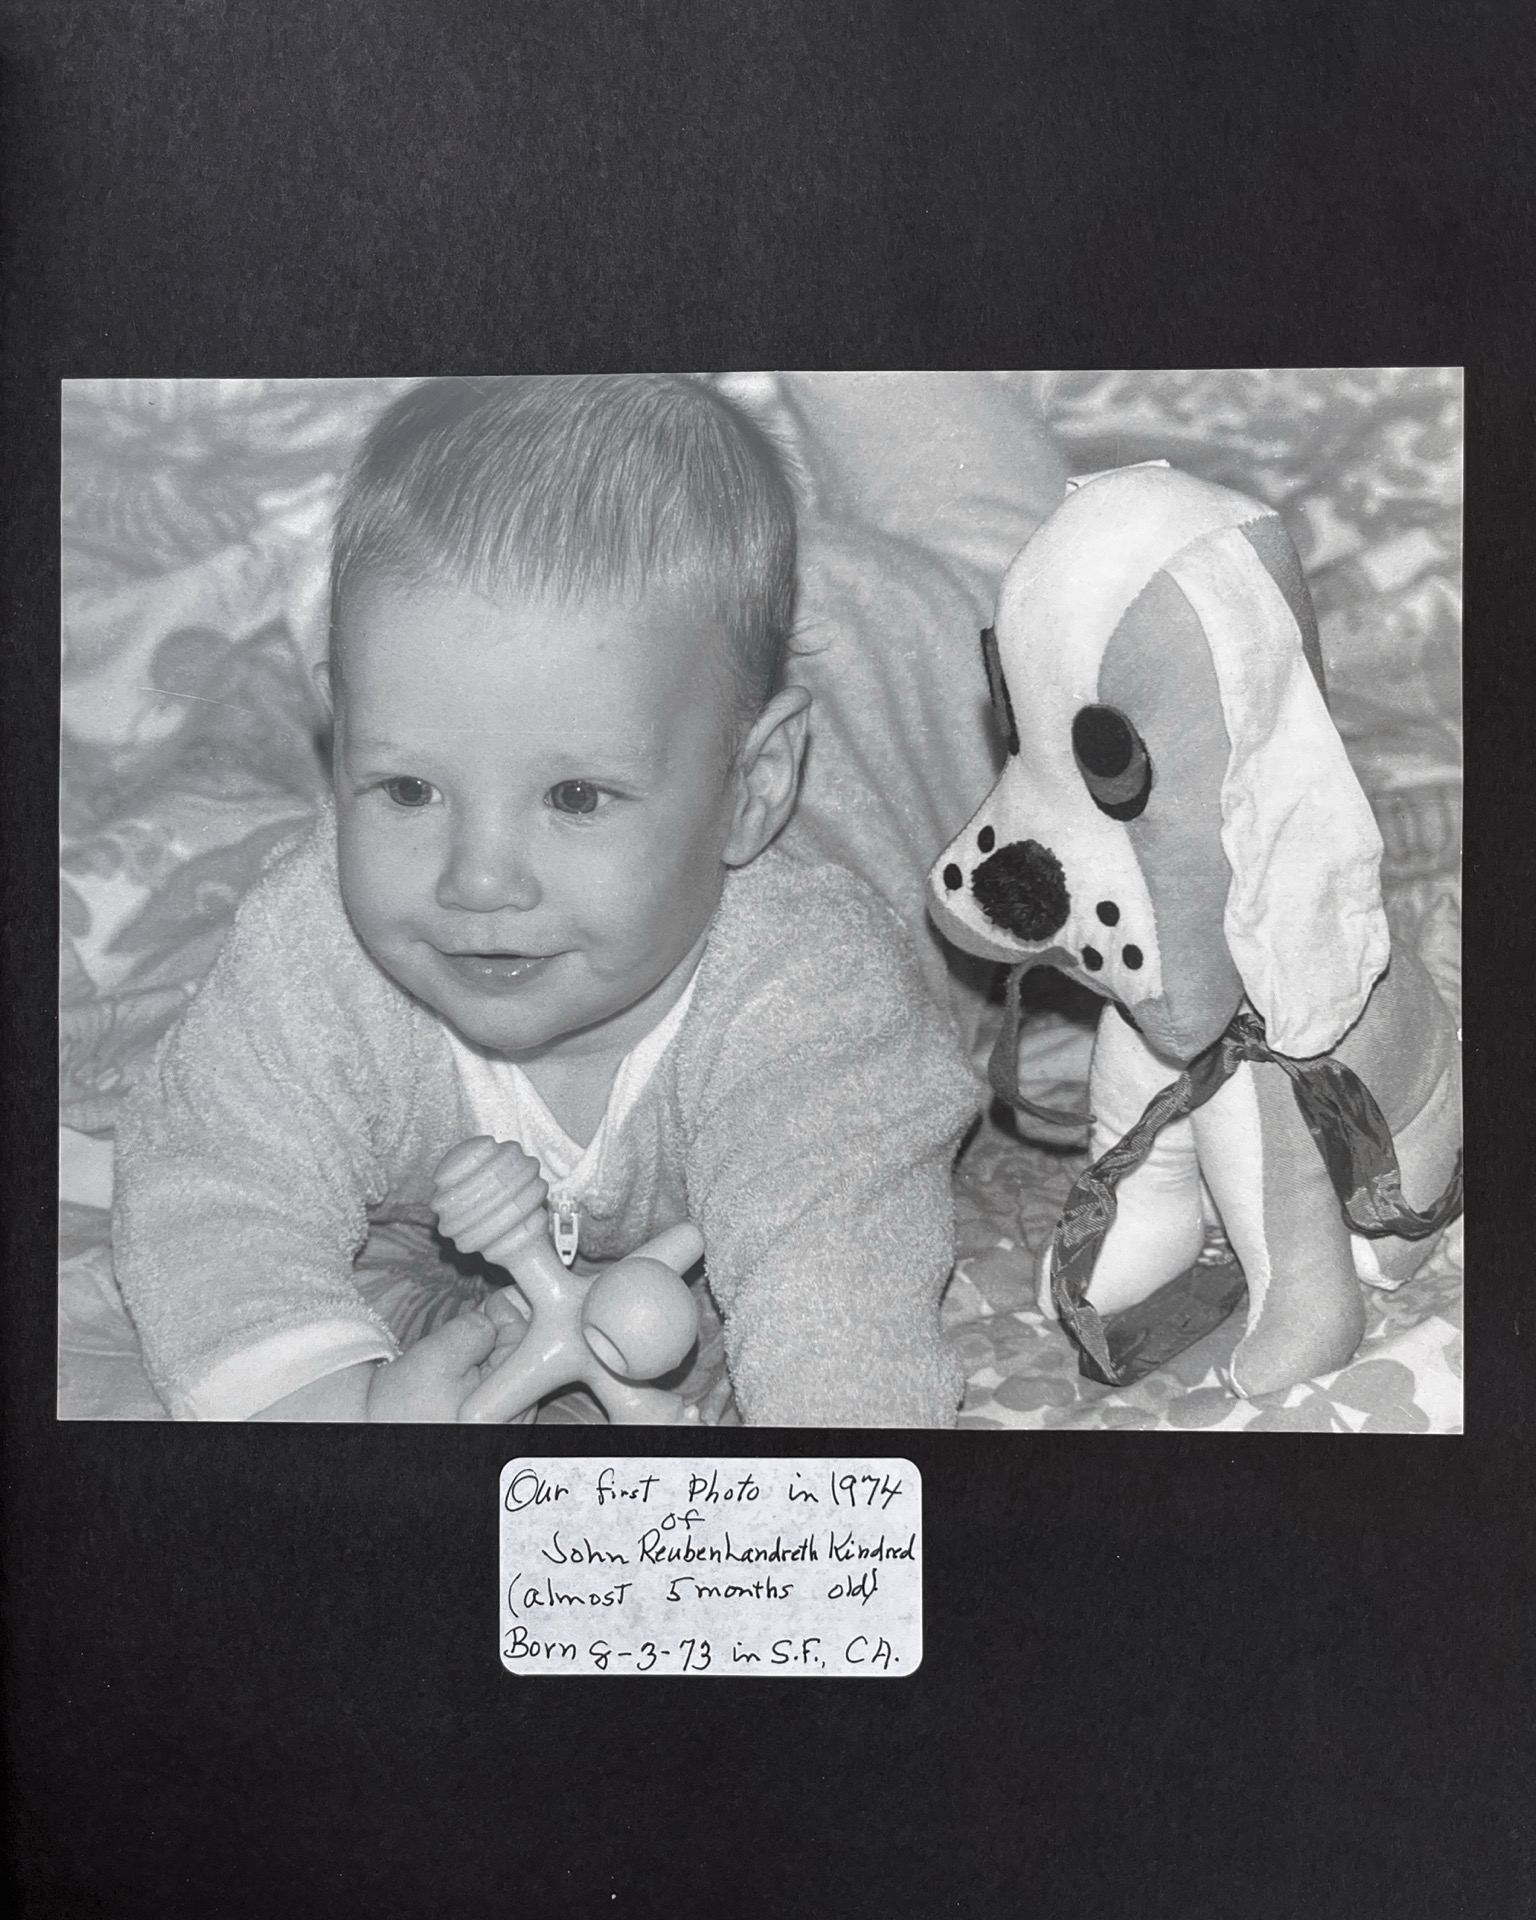 Our first Photo in 1974
of
John Reuben Landreth Kindred
(almost 5 months old)
Born 8-3-73 in S.F., CA.